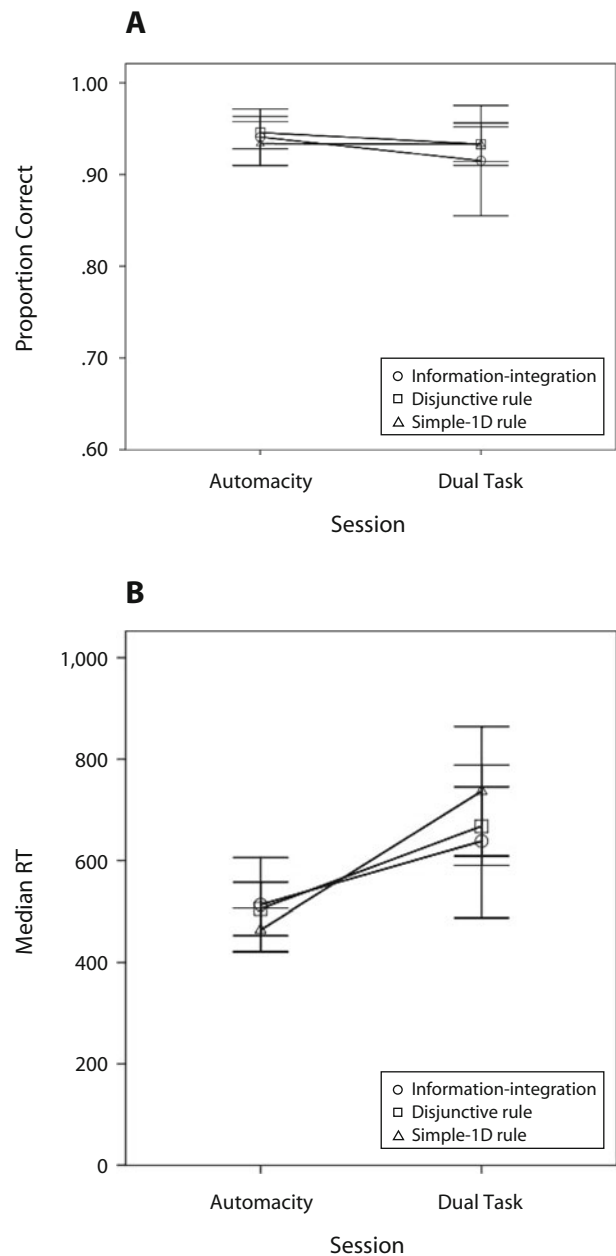 A
1.00
.90
.80
.70
.60
Proportion Correct
Information-integration
Disjunctive rule
Simple-1D rule
Automacity Dual Task
Session
B
1,000
800
600
400
200
0
Median RT
Information-integration
Disjunctive rule
Simple-1D rule
Automacity Dual Task
Session